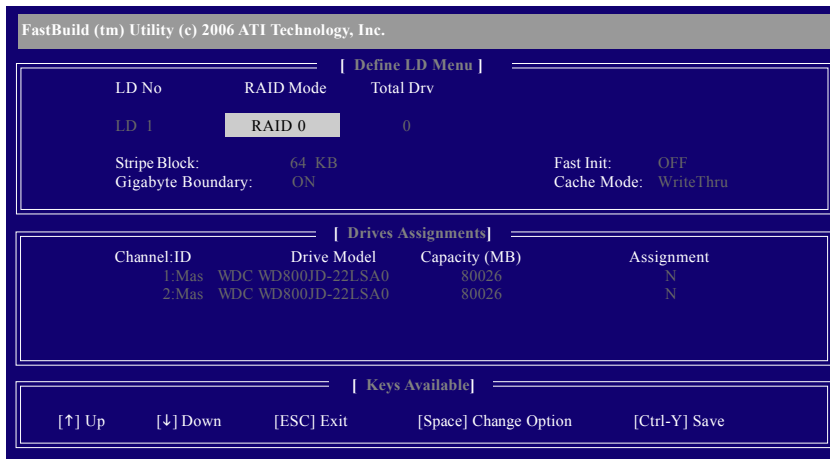 FastBuild (tm) Utility (c) 2006 ATI Technology, Inc.
[ Define LD Menu ]
LD No RAID Mode Total Drv
LD 1 RAID 0 0
Stripe Block: 64 KB Fast Init: OFF
Gigabyte Boundary: ON Cache Mode: WriteThru
[ Drives Assignments]
Channel:ID Drive Model Capacity (MB) Assignment
1:Mas WDC WD800JD-22LSA0 80026 N
2:Mas WDC WD800JD-22LSA0 80026 N
[ Keys Available]
[↑] Up [↓] Down [ESC] Exit [Space] Change Option [Ctrl-Y] Save